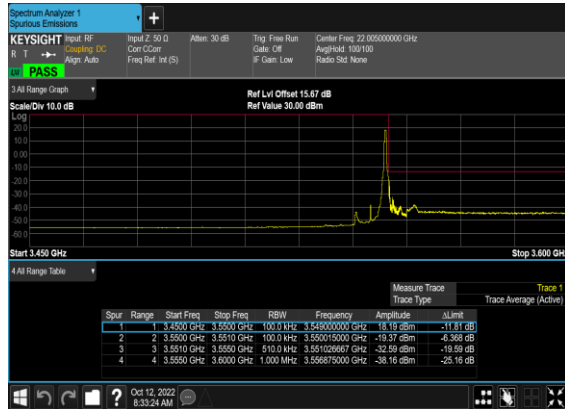 Spectrum Analyzer 1
Spurious Emissions
+
KEYSIGHT Input: RF Input Z: 50 Ω Atten: 30 dB Trig: Free Run Center Freq: 22.005000000 GHz
R T Coupling: DC Corr CCorr Gate: Off Avg|Hold: 100/100
Align: Auto Freq Ref: Int (S) IF Gain: Low Radio Std: None
PASS
3 All Range Graph
Ref Lvl Offset 15.67 dB
Scale/Div 10.0 dB Ref Value 30.00 dBm
Log
20.0
10.0
0.00
-10.0
-20.0
-30.0
-40.0
-50.0
-60.0
Start 3.450 GHz Stop 3.600 GH
4 All Range Table
Measure Trace Trace 1
Trace Type Trace Average (Active)
Spur Range Start Freq Stop Freq RBW Frequency Amplitude ΔLimit
1 1 3.4500 GHz 3.5500 GHz 100.0 kHz 3.549000000 GHz 18.19 dBm -11.81 dB
2 2 3.5500 GHz 3.5510 GHz 100.0 kHz 3.550015000 GHz -19.37 dBm -6.368 dB
3 3 3.5510 GHz 3.5550 GHz 510.0 kHz 3.551026667 GHz -32.59 dBm -19.59 dB
4 4 3.5550 GHz 3.6000 GHz 1.000 MHz 3.556875000 GHz -38.16 dBm -25.16 dB
? Oct 12, 2022
8:33:24 AM